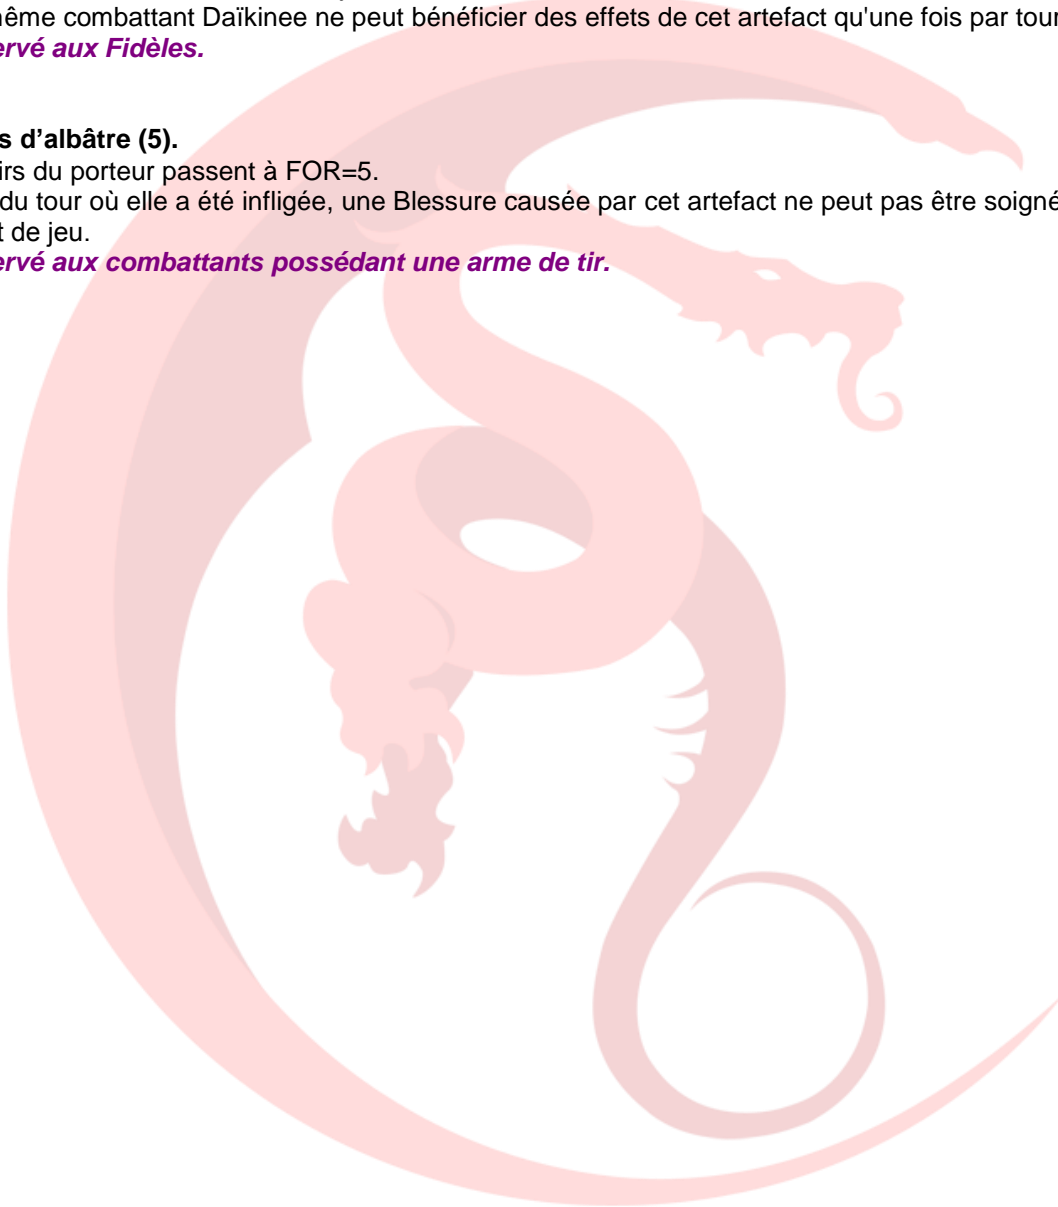 ême combattant Daïkinee ne peut bénéficier des effets de cet artefact qu'une fois par tour
ervé aux Fidèles.
s d’albâtre (5).
irs du porteur passent à FOR=5.
du tour où elle a été infligée, une Blessure causée par cet artefact ne peut pas être soigné
t de jeu.
ervé aux combattants possédant une arme de tir.